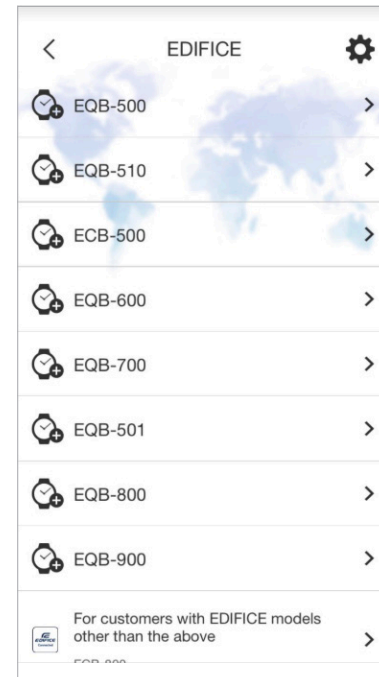 EDIFICE
EQB-500
EQB-510
ECB-500
EQB-600
EQB-700
EQB-501
EQB-800
EQB-900
For customers with EDIFICE models
other than the above
EDIFICE